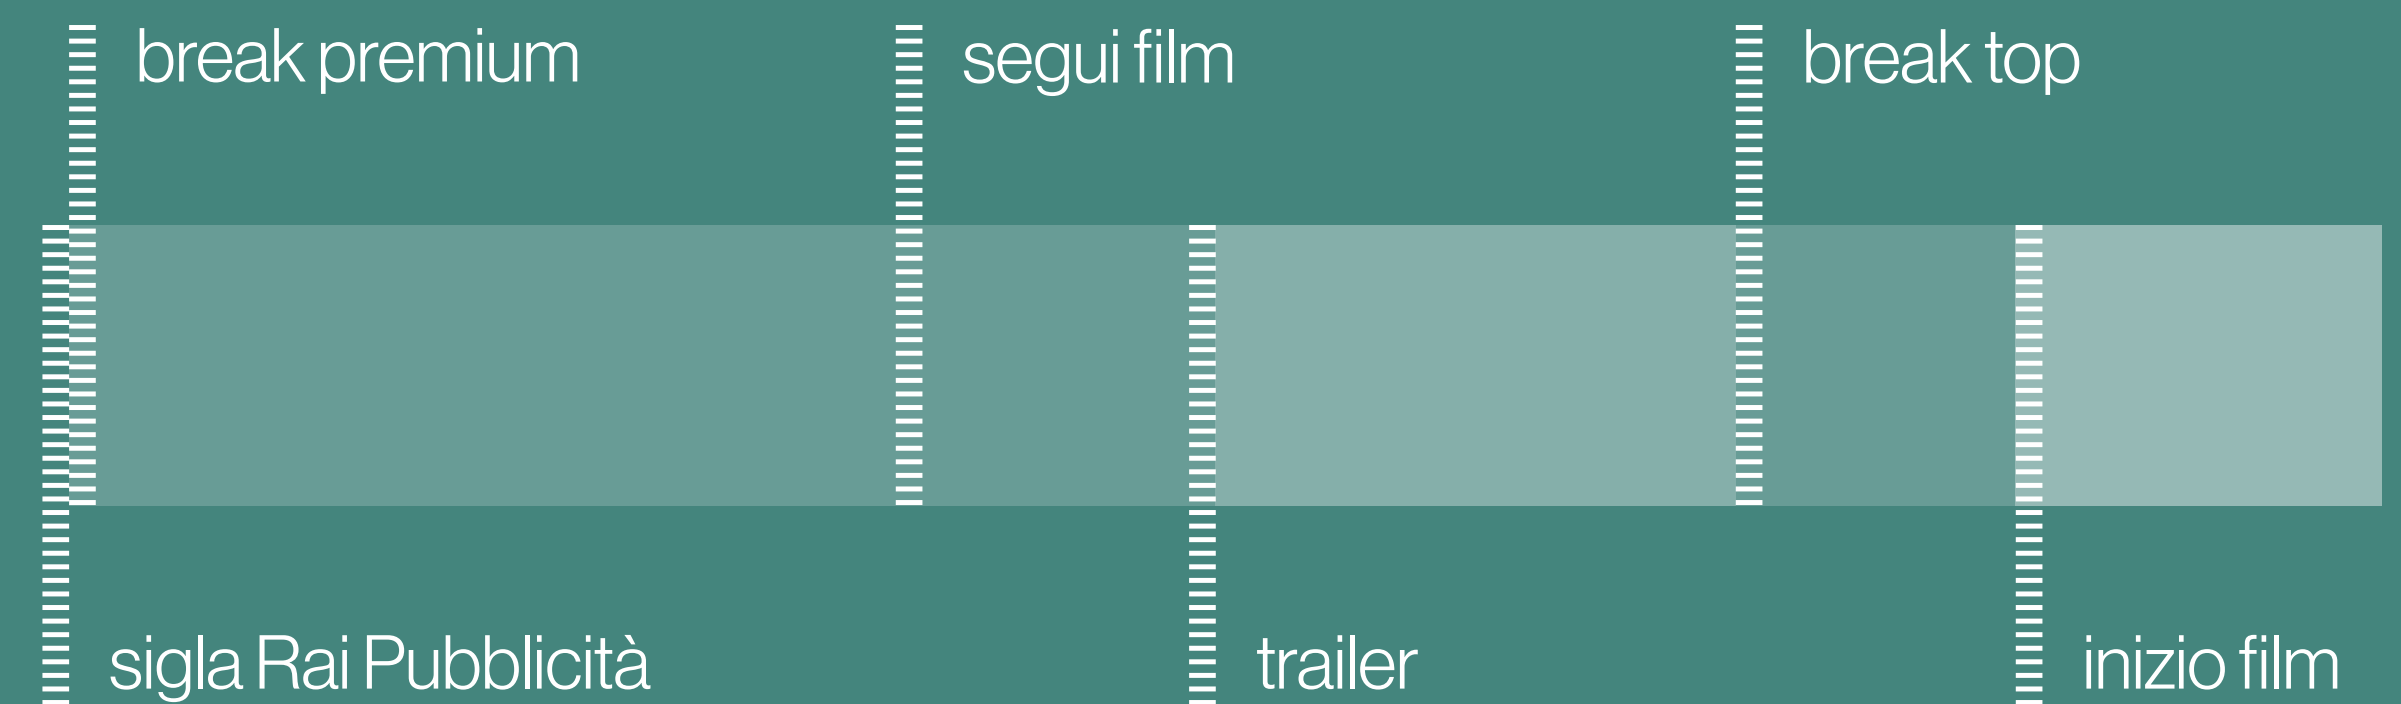 break premium
segui film
break top
sigla Rai Pubblicità
trailer
inizio film